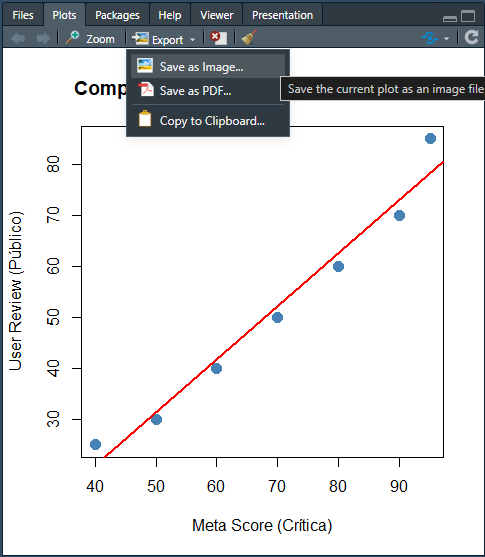 Files Plots Packages Help Viewer Presentation
Zoom Export
Save as Image...
Save the current plot as an image file
Save as PDF...
Copy to Clipboard...
Comp
User Review (Público)
80
70
60
50
40
30
40 50 60 70 80 90
Meta Score (Crítica)